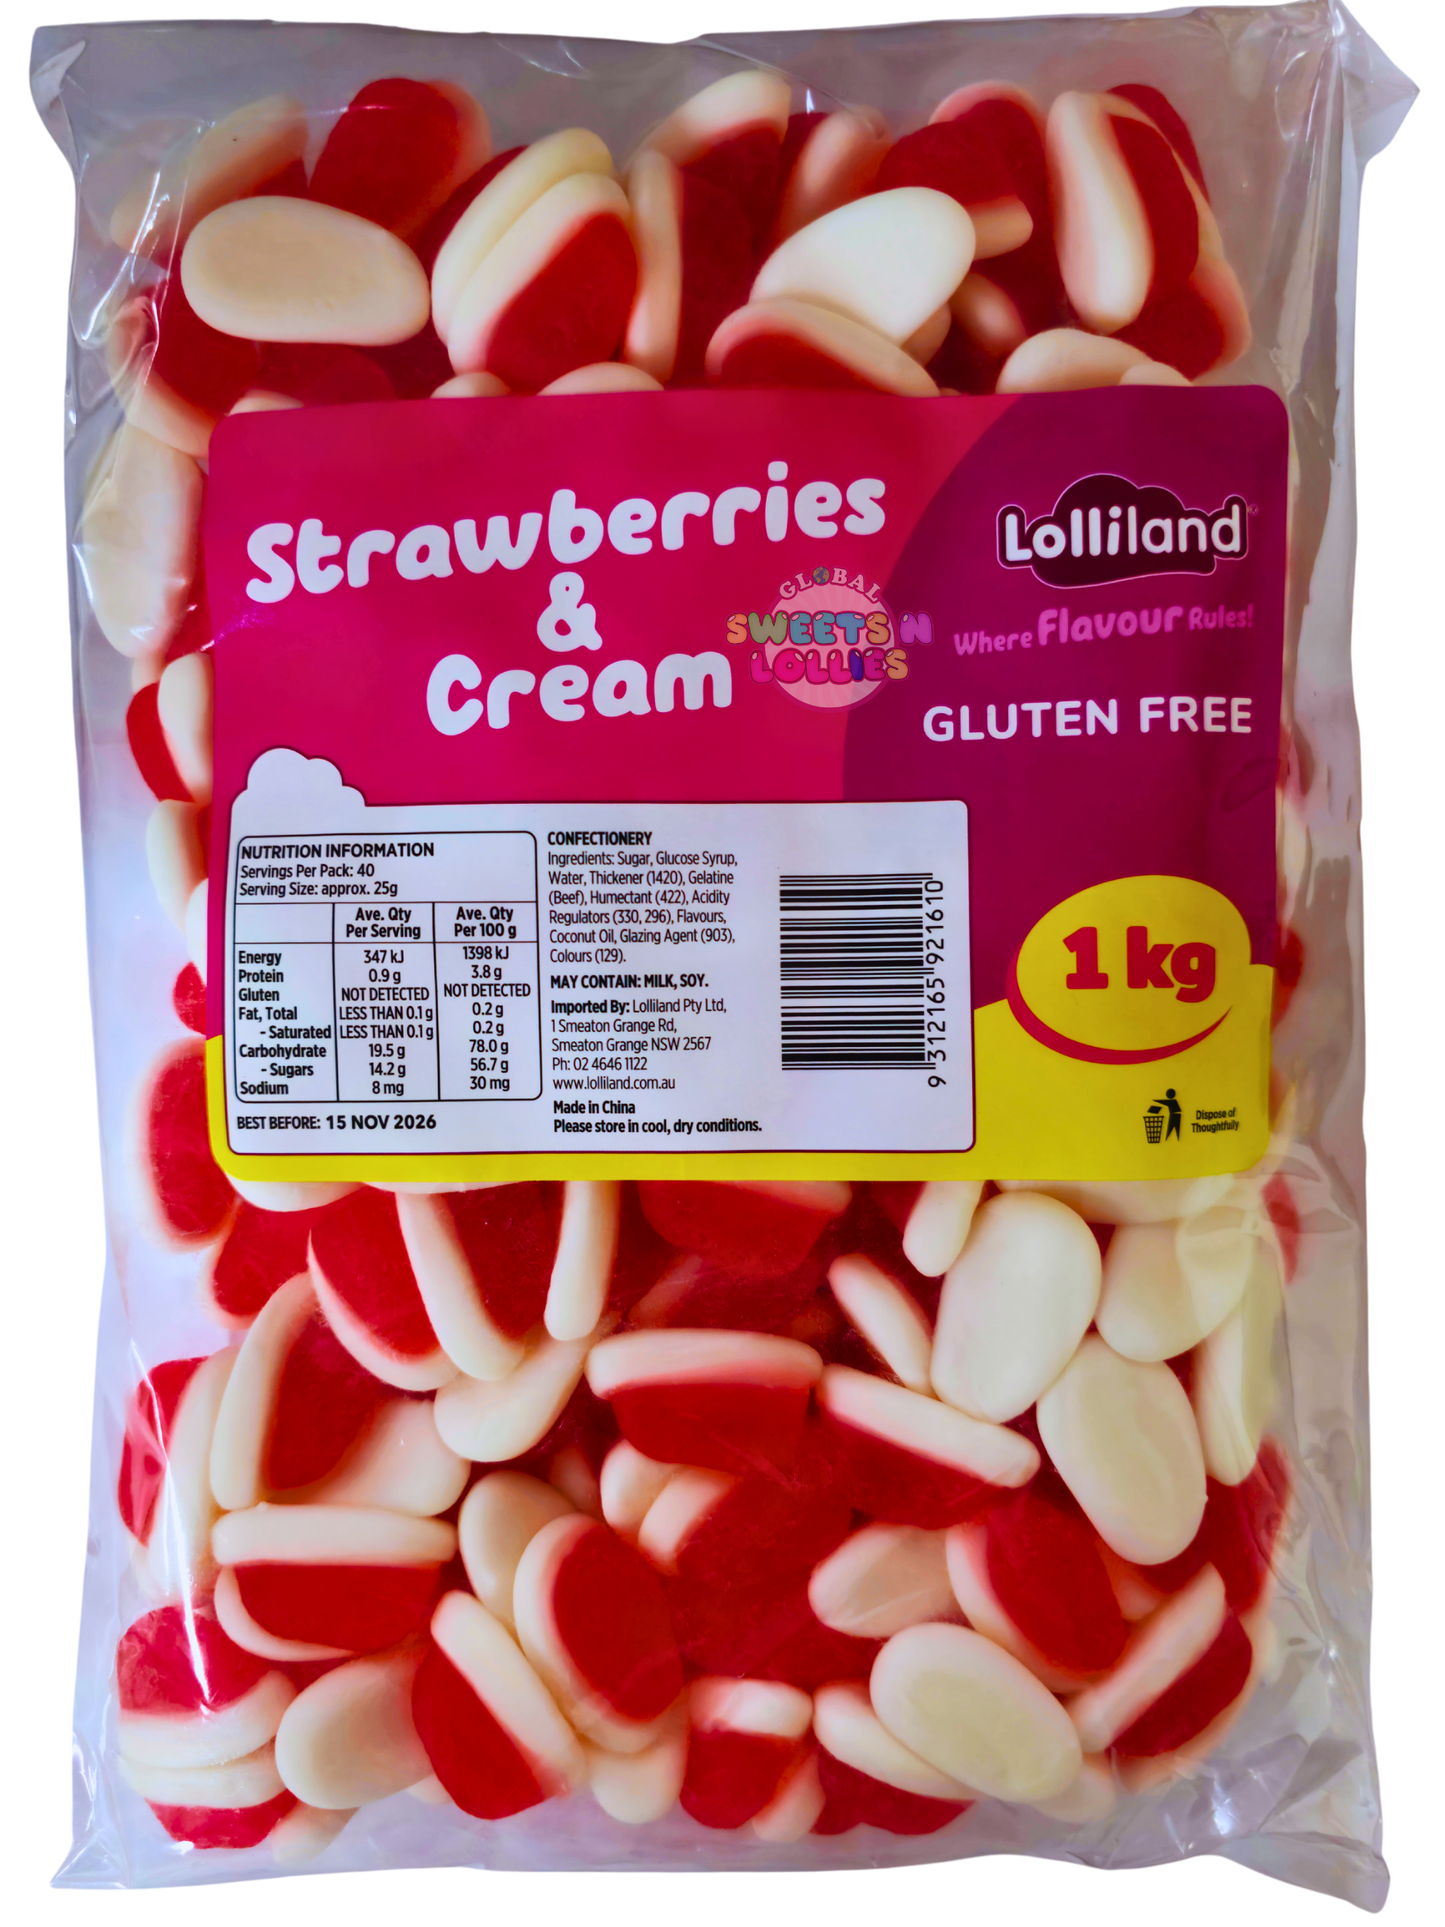 Strawberries
&
Cream
GLOBAL
SWEETS N
LOLLIES
Lolliland
Where Flavour Rules!
GLUTEN FREE
NUTRITION INFORMATION
Servings Per Pack: 40
Serving Size: approx. 25g
Ave. Qty Per Serving
Ave. Qty Per 100 g
Energy 347 kJ 1398 kJ
Protein 0.9 g 3.8 g
Gluten NOT DETECTED NOT DETECTED
Fat, Total LESS THAN 0.1 g 0.2 g
- Saturated LESS THAN 0.1 g 0.2 g
Carbohydrate 19.5 g 78.0 g
- Sugars 14.2 g 56.7 g
Sodium 8 mg 30 mg
BEST BEFORE: 15 NOV 2026
CONFECTIONERY
Ingredients: Sugar, Glucose Syrup,
Water, Thickener (1420), Gelatine
(Beef), Humectant (422), Acidity
Regulators (330, 296), Flavours,
Coconut Oil, Glazing Agent (903),
Colours (129).
MAY CONTAIN: MILK, SOY.
Imported By: Lolliland Pty Ltd,
1 Smeaton Grange Rd,
Smeaton Grange NSW 2567
Ph: 02 4646 1122
www.lolliland.com.au
Made in China
Please store in cool, dry conditions.
9 312165 921610
1 kg
Dispose of
Thoughtfully